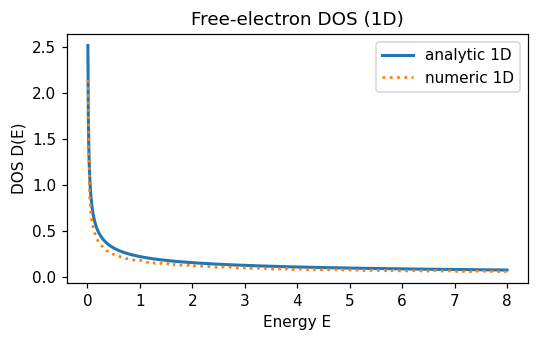 Free-electron DOS (1D)
analytic 1D
numeric 1D
DOS D(E)
2.5
2.0
1.5
1.0
0.5
0.0
0 1 2 3 4 5 6 7 8
Energy E